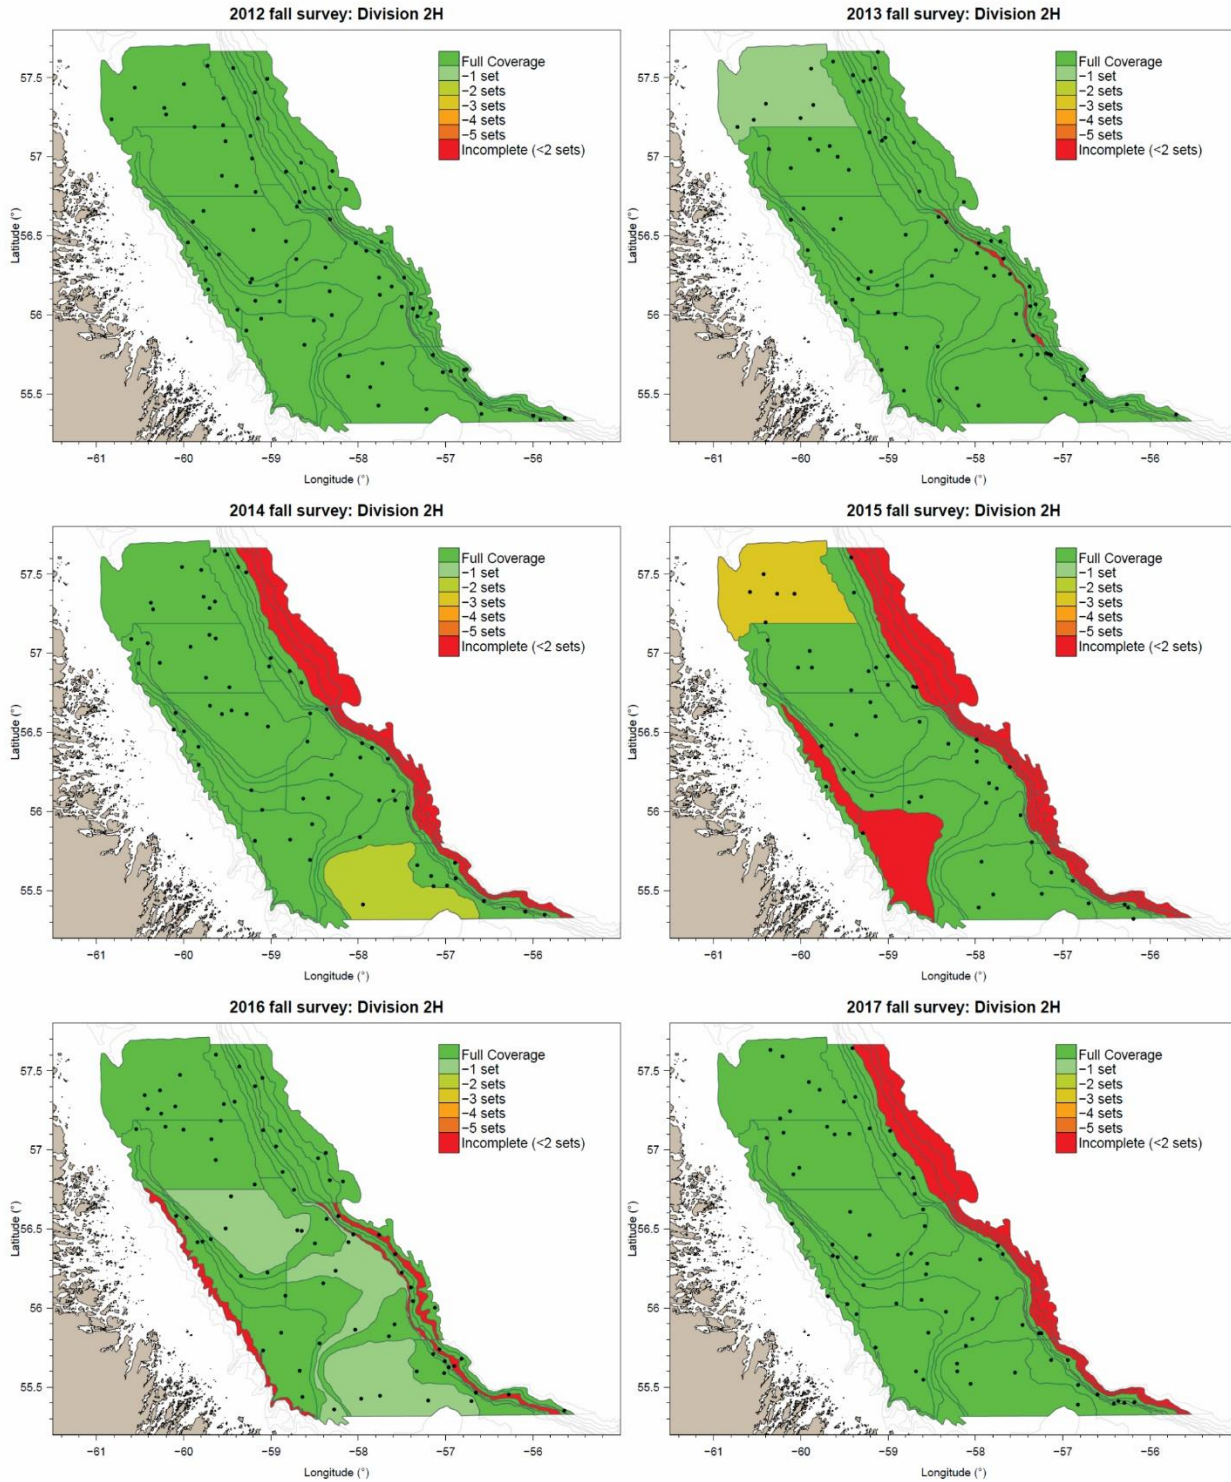 2012 fall survey: Division 2H
Full Coverage
−1 set
−2 sets
−3 sets
−4 sets
−5 sets
Incomplete (<2 sets)
57.5
57
56.5
56
55.5
Latitude (°)
−61 −60 −59 −58 −57 −56
Longitude (°)
2013 fall survey: Division 2H
Full Coverage
−1 set
−2 sets
−3 sets
−4 sets
−5 sets
Incomplete (<2 sets)
57.5
57
56.5
56
55.5
Latitude (°)
−61 −60 −59 −58 −57 −56
Longitude (°)
2014 fall survey: Division 2H
Full Coverage
−1 set
−2 sets
−3 sets
−4 sets
−5 sets
Incomplete (<2 sets)
57.5
57
56.5
56
55.5
Latitude (°)
−61 −60 −59 −58 −57 −56
Longitude (°)
2015 fall survey: Division 2H
Full Coverage
−1 set
−2 sets
−3 sets
−4 sets
−5 sets
Incomplete (<2 sets)
57.5
57
56.5
56
55.5
Latitude (°)
−61 −60 −59 −58 −57 −56
Longitude (°)
2016 fall survey: Division 2H
Full Coverage
−1 set
−2 sets
−3 sets
−4 sets
−5 sets
Incomplete (<2 sets)
57.5
57
56.5
56
55.5
Latitude (°)
−61 −60 −59 −58 −57 −56
Longitude (°)
2017 fall survey: Division 2H
Full Coverage
−1 set
−2 sets
−3 sets
−4 sets
−5 sets
Incomplete (<2 sets)
57.5
57
56.5
56
55.5
Latitude (°)
−61 −60 −59 −58 −57 −56
Longitude (°)